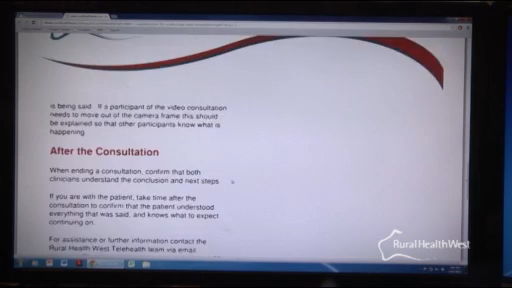 is being said. If a participant of the video consultation
needs to move out of the camera frame this should
be explained so that other participants know what is
happening
After the Consultation
When ending a consultation, confirm that both
clinicians understand the conclusion and next steps
If you are with the patient, take time after the
consultation to confirm that the patient understood
everything that was said, and knows what to expect
continuing on.
For assistance or further information contact the
Rural Health West Telehealth team via email
RuralHealthWest